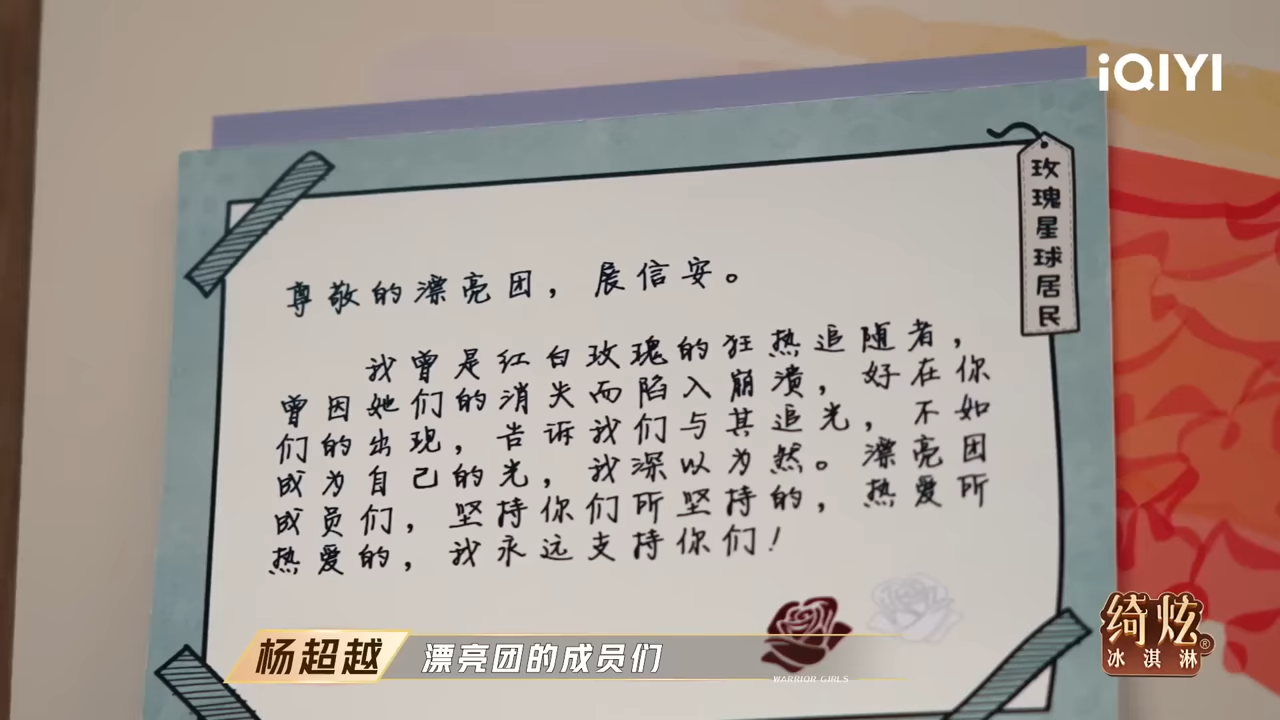 iQIYI
玫瑰星球居民
尊敬的漂亮团，展信安。
我曾是红白玫瑰的狂热追随者，
曾因她们的消失而陷入崩溃，好在你
们的出现，告诉我们与其追光，不如
成为自己的光，我深以为然。漂亮团
成员们，坚持你们所坚持的，热爱所
热爱的，我永远支持你们！
杨超越 漂亮团的成员们
WARRIOR GIRLS
绮炫®
冰淇淋